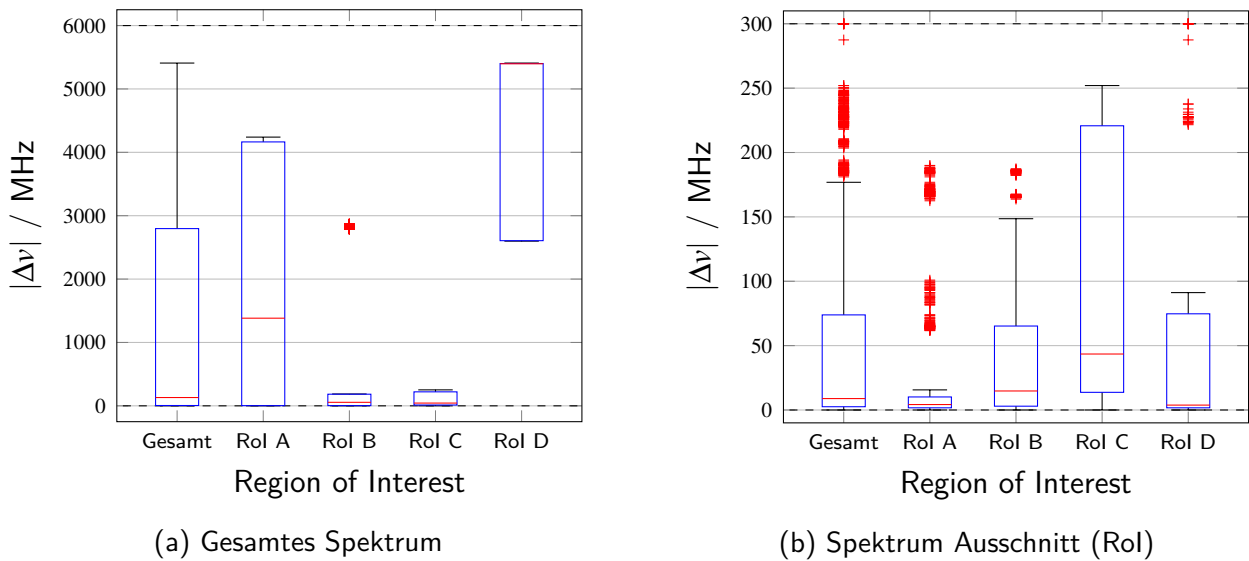 6000
5000
4000
3000
2000
1000
0
|Δν| / MHz
Gesamt RoI A RoI B RoI C RoI D
Region of Interest
(a) Gesamtes Spektrum
300
250
200
150
100
50
0
|Δν| / MHz
Gesamt RoI A RoI B RoI C RoI D
Region of Interest
(b) Spektrum Ausschnitt (RoI)